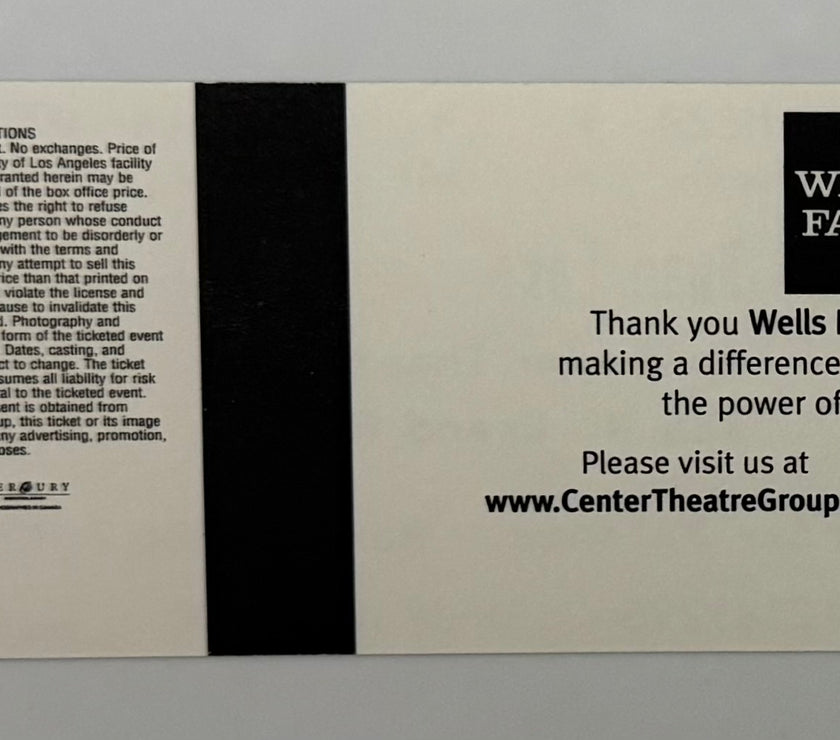 TIONS
. No exchanges. Price of
y of Los Angeles facility
ranted herein may be
of the box office price.
es the right to refuse
ny person whose conduct
gement to be disorderly or
with the terms and
ny attempt to sell this
rice than that printed on
violate the license and
ause to invalidate this
d. Photography and
form of the ticketed event
Dates, casting, and
ct to change. The ticket
sumes all liability for risk
al to the ticketed event.
ent is obtained from
up, this ticket or its image
ny advertising, promotion,
oses.
ERCURY
W
FA
Thank you Wells
making a difference
the power of
Please visit us at
www.CenterTheatreGroup